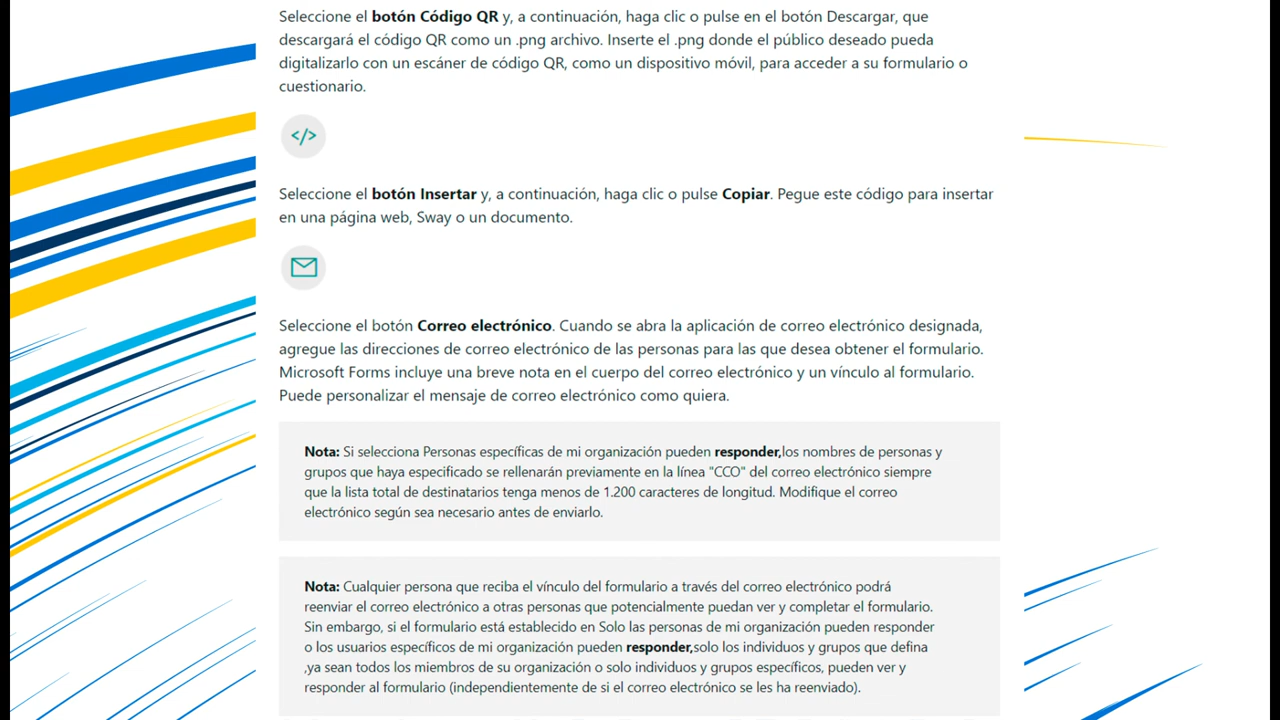 Seleccione el botón Código QR y, a continuación, haga clic o pulse en el botón Descargar, que
descargará el código QR como un .png archivo. Inserte el .png donde el público deseado pueda
digitalizarlo con un escáner de código QR, como un dispositivo móvil, para acceder a su formulario o
cuestionario.
</>
Seleccione el botón Insertar y, a continuación, haga clic o pulse Copiar. Pegue este código para insertar
en una página web, Sway o un documento.
Seleccione el botón Correo electrónico. Cuando se abra la aplicación de correo electrónico designada,
agregue las direcciones de correo electrónico de las personas para las que desea obtener el formulario.
Microsoft Forms incluye una breve nota en el cuerpo del correo electrónico y un vínculo al formulario.
Puede personalizar el mensaje de correo electrónico como quiera.
Nota: Si selecciona Personas específicas de mi organización pueden responder,los nombres de personas y
grupos que haya especificado se rellenarán previamente en la línea "CCO" del correo electrónico siempre
que la lista total de destinatarios tenga menos de 1.200 caracteres de longitud. Modifique el correo
electrónico según sea necesario antes de enviarlo.
Nota: Cualquier persona que reciba el vínculo del formulario a través del correo electrónico podrá
reenviar el correo electrónico a otras personas que potencialmente puedan ver y completar el formulario.
Sin embargo, si el formulario está establecido en Solo las personas de mi organización pueden responder
o los usuarios específicos de mi organización pueden responder,solo los individuos y grupos que defina
,ya sean todos los miembros de su organización o solo individuos y grupos específicos, pueden ver y
responder al formulario (independientemente de si el correo electrónico se les ha reenviado).